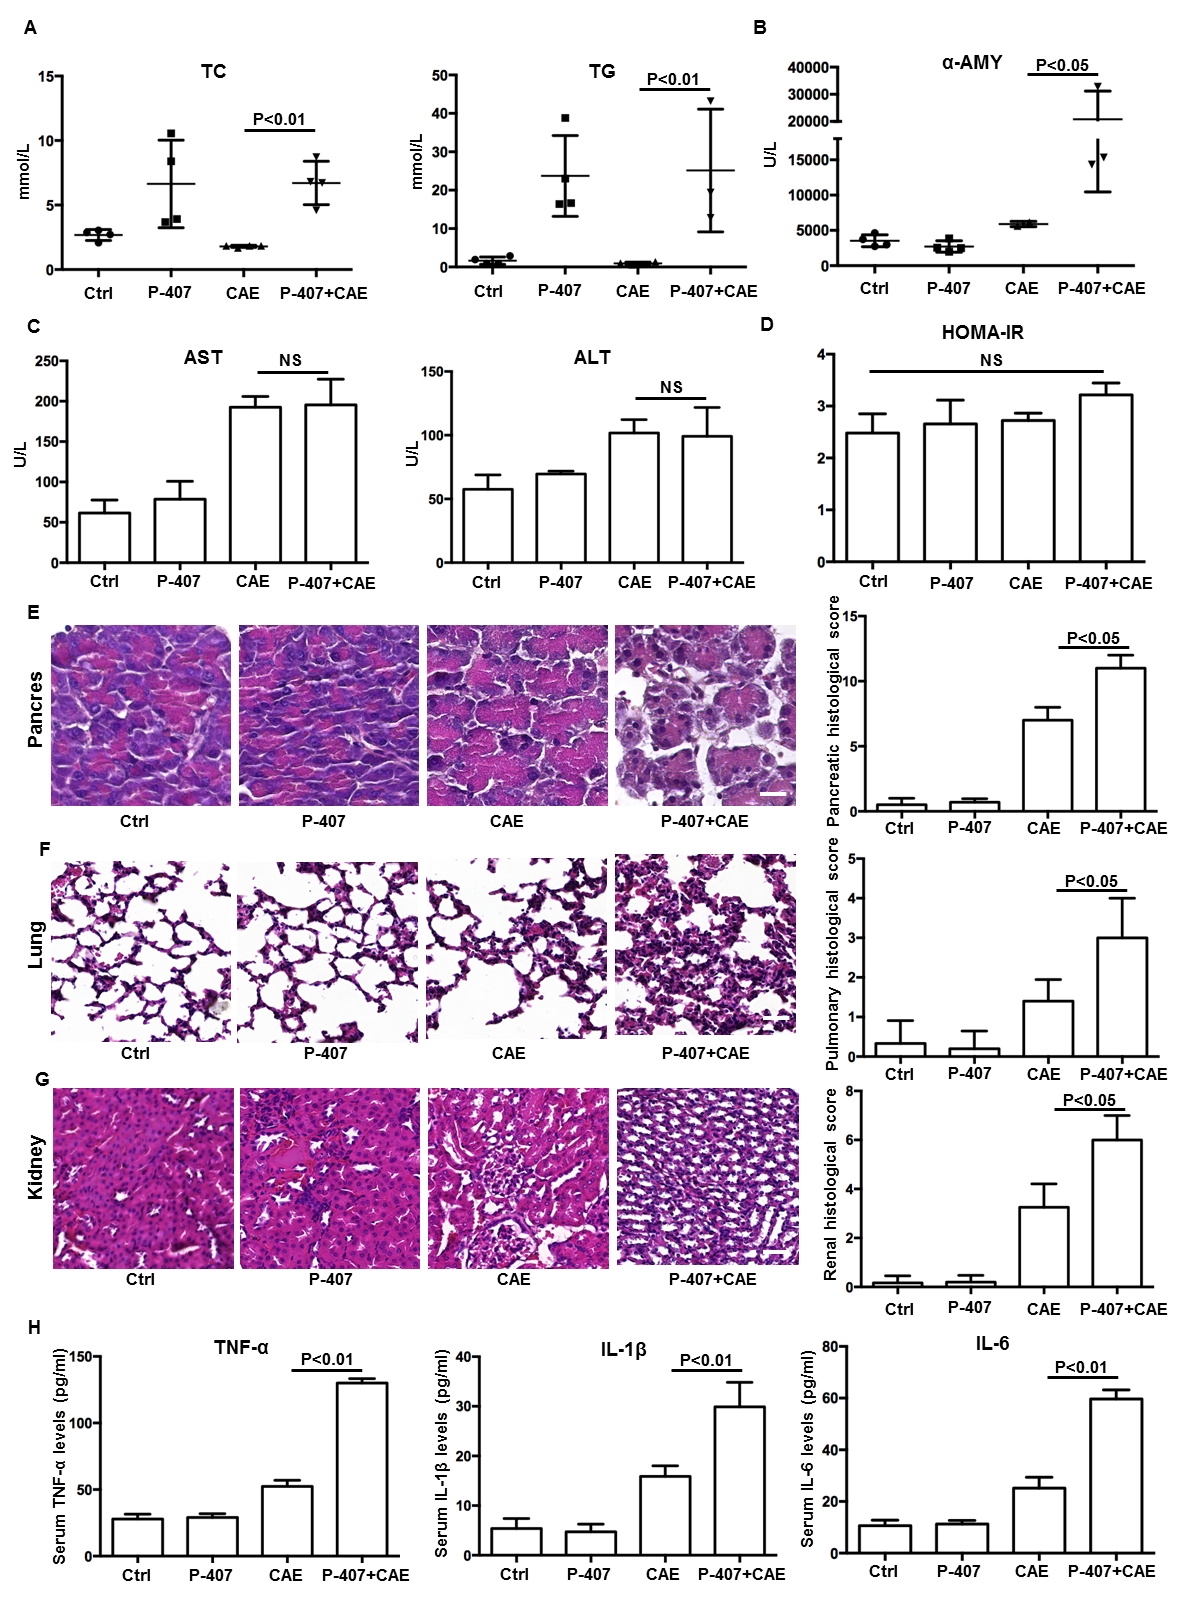 A
TC
mmol/L
15
10
5
0
P<0.01
Ctrl
P-407
CAE
P-407+CAE
TG
mmol/L
50
40
30
20
10
0
P<0.01
Ctrl
P-407
CAE
P-407+CAE
B
α-AMY
U/L
40000
30000
20000
15000
10000
5000
0
P<0.05
Ctrl
P-407
CAE
P-407+CAE
C
AST
U/L
250
200
150
100
50
0
NS
Ctrl
P-407
CAE
P-407+CAE
ALT
U/L
150
100
50
0
NS
Ctrl
P-407
CAE
P-407+CAE
D
HOMA-IR
4
3
2
1
0
NS
Ctrl
P-407
CAE
P-407+CAE
E
Pancres
Ctrl
P-407
CAE
P-407+CAE
Pancreatic histological score
15
10
5
0
P<0.05
Ctrl
P-407
CAE
P-407+CAE
F
Lung
Ctrl
P-407
CAE
P-407+CAE
Pulmonary histological score
5
4
3
2
1
0
P<0.05
Ctrl
P-407
CAE
P-407+CAE
G
Kidney
Ctrl
P-407
CAE
P-407+CAE
Renal histological score
8
6
4
2
0
P<0.05
Ctrl
P-407
CAE
P-407+CAE
H
TNF-α
Serum TNF-α levels (pg/ml)
150
100
50
0
P<0.01
Ctrl
P-407
CAE
P-407+CAE
IL-1β
Serum IL-1β levels (pg/ml)
40
30
20
10
0
P<0.01
Ctrl
P-407
CAE
P-407+CAE
IL-6
Serum IL-6 levels (pg/ml)
80
60
40
20
0
P<0.01
Ctrl
P-407
CAE
P-407+CAE